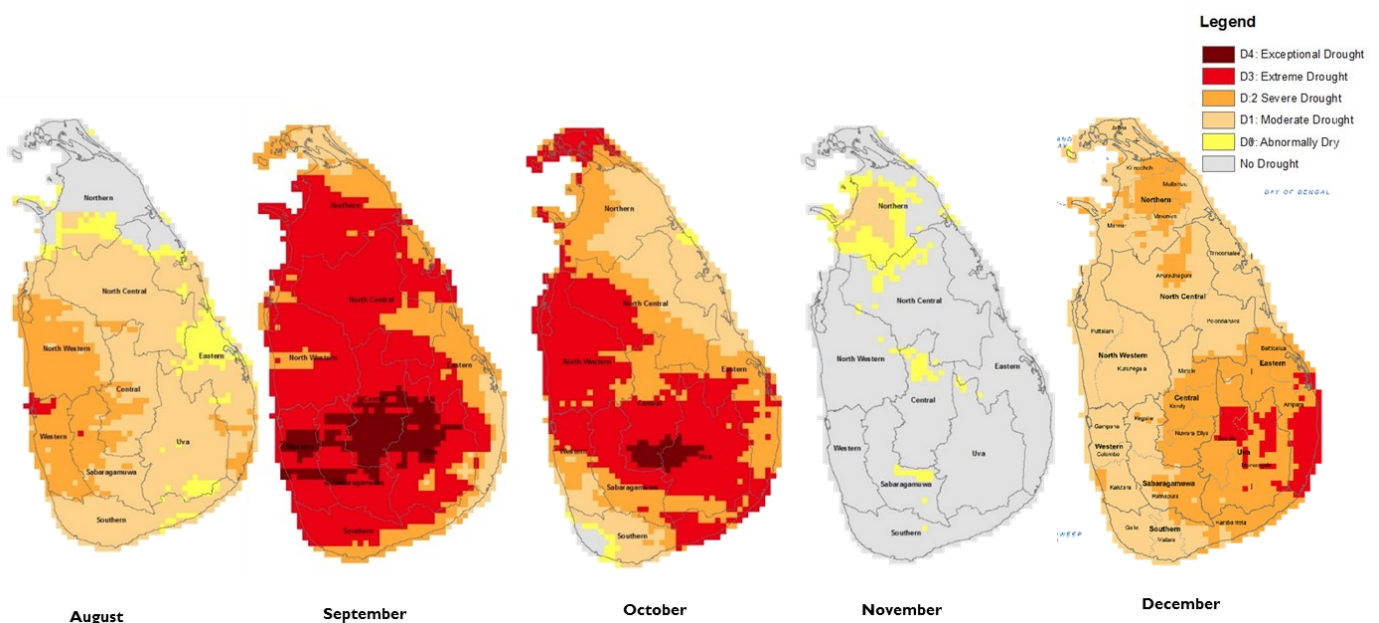 Legend
D4: Exceptional Drought
D3: Extreme Drought
D:2 Severe Drought
D1: Moderate Drought
D0: Abnormally Dry
No Drought
BAY OF BENGAL
Northern
North Central
North Western
Eastern
Central
Western
Uva
Sabaragamuwa
Southern
August
Northern
North Central
North Western
Eastern
Southern
September
Northern
North Central
North Western
Eastern
Central
Western
Uva
Sabaragamuwa
Southern
October
Northern
North Central
North Western
Eastern
Central
Western
Uva
Sabaragamuwa
Southern
November
Jaffna
Mullativu
Northern
Vavuniya
Mannar
Trincomalee
Anuradhapura
North Central
Polonnaruwa
Puttalam
North Western
Kurunegala
Batticaloa
Eastern
Matale
Central
Kandy
Ampara
Kegalle
Gampaha
Nuwara Eliya
Western
Colombo
Uva
Sabaragamuwa
Kalutara
Ratnapura
Hambantota
Galle
Southern
Matara
December